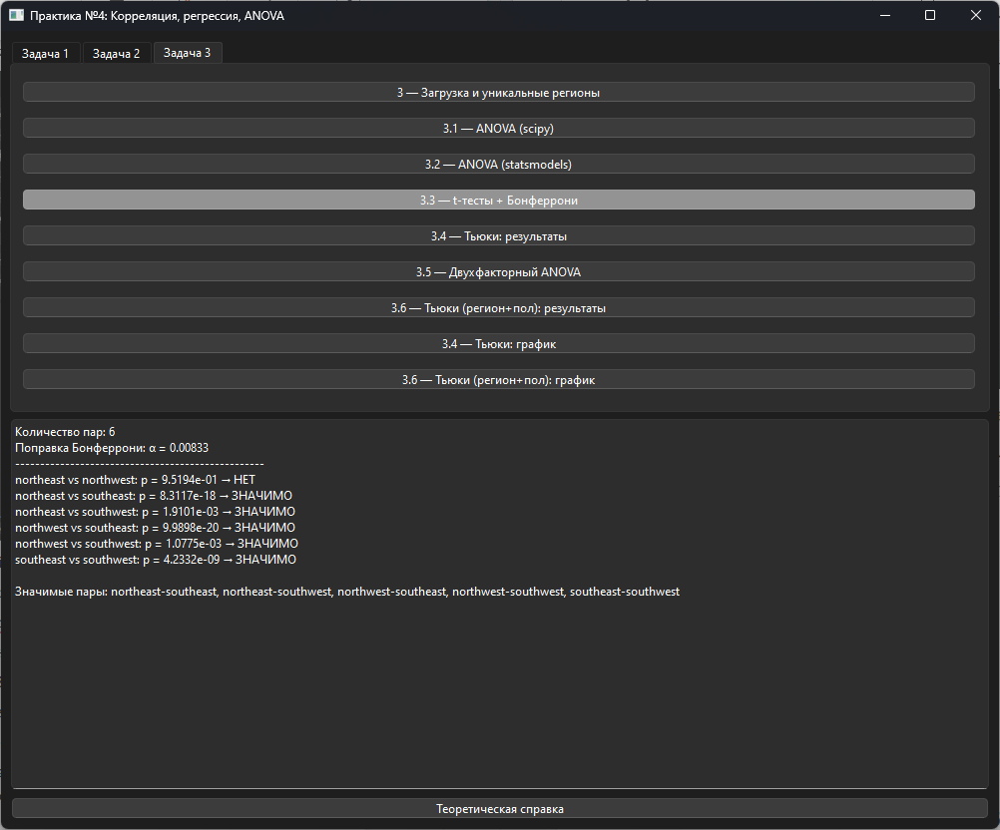 Практика №4: Корреляция, регрессия, ANOVA
Задача 1
Задача 2
Задача 3
3 — Загрузка и уникальные регионы
3.1 — ANOVA (scipy)
3.2 — ANOVA (statsmodels)
3.3 — t-тесты + Бонферрони
3.4 — Тьюки: результаты
3.5 — Двухфакторный ANOVA
3.6 — Тьюки (регион+пол): результаты
3.4 — Тьюки: график
3.6 — Тьюки (регион+пол): график
Количество пар: 6
Поправка Бонферрони: α = 0.00833
--------------------------------------------------
northeast vs northwest: p = 9.5194e-01 → НЕТ
northeast vs southeast: p = 8.3117e-18 → ЗНАЧИМО
northeast vs southwest: p = 1.9101e-03 → ЗНАЧИМО
northwest vs southeast: p = 9.9898e-20 → ЗНАЧИМО
northwest vs southwest: p = 1.0775e-03 → ЗНАЧИМО
southeast vs southwest: p = 4.2332e-09 → ЗНАЧИМО
Значимые пары: northeast-southeast, northeast-southwest, northwest-southeast, northwest-southwest, southeast-southwest
Теоретическая справка